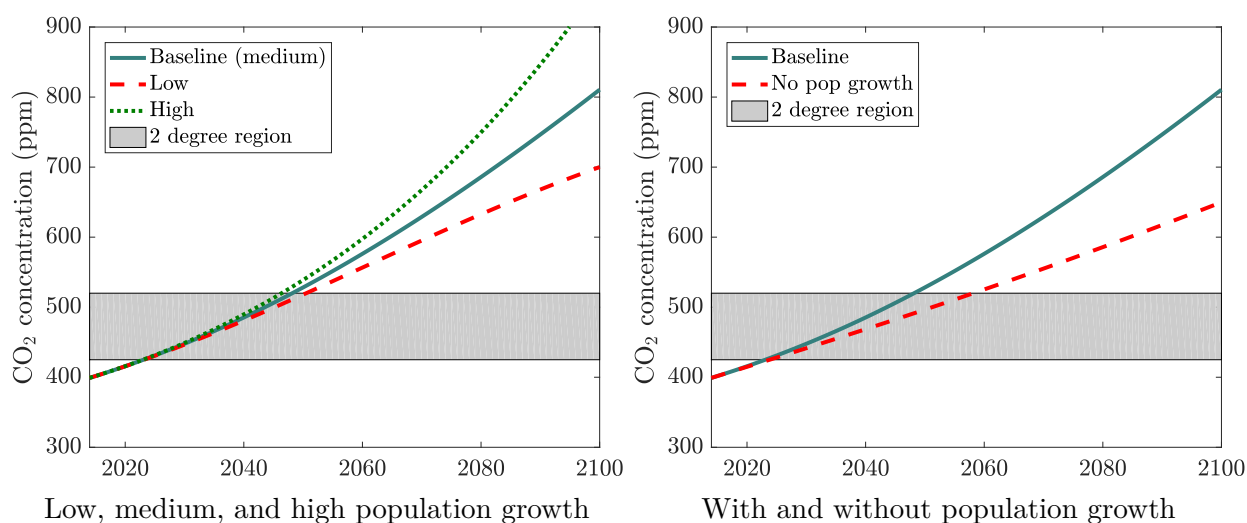 900
800
700
600
500
400
300
CO2 concentration (ppm)
Baseline (medium)
Low
High
2 degree region
2020 2040 2060 2080 2100
Low, medium, and high population growth
900
800
700
600
500
400
300
CO2 concentration (ppm)
Baseline
No pop growth
2 degree region
2020 2040 2060 2080 2100
With and without population growth